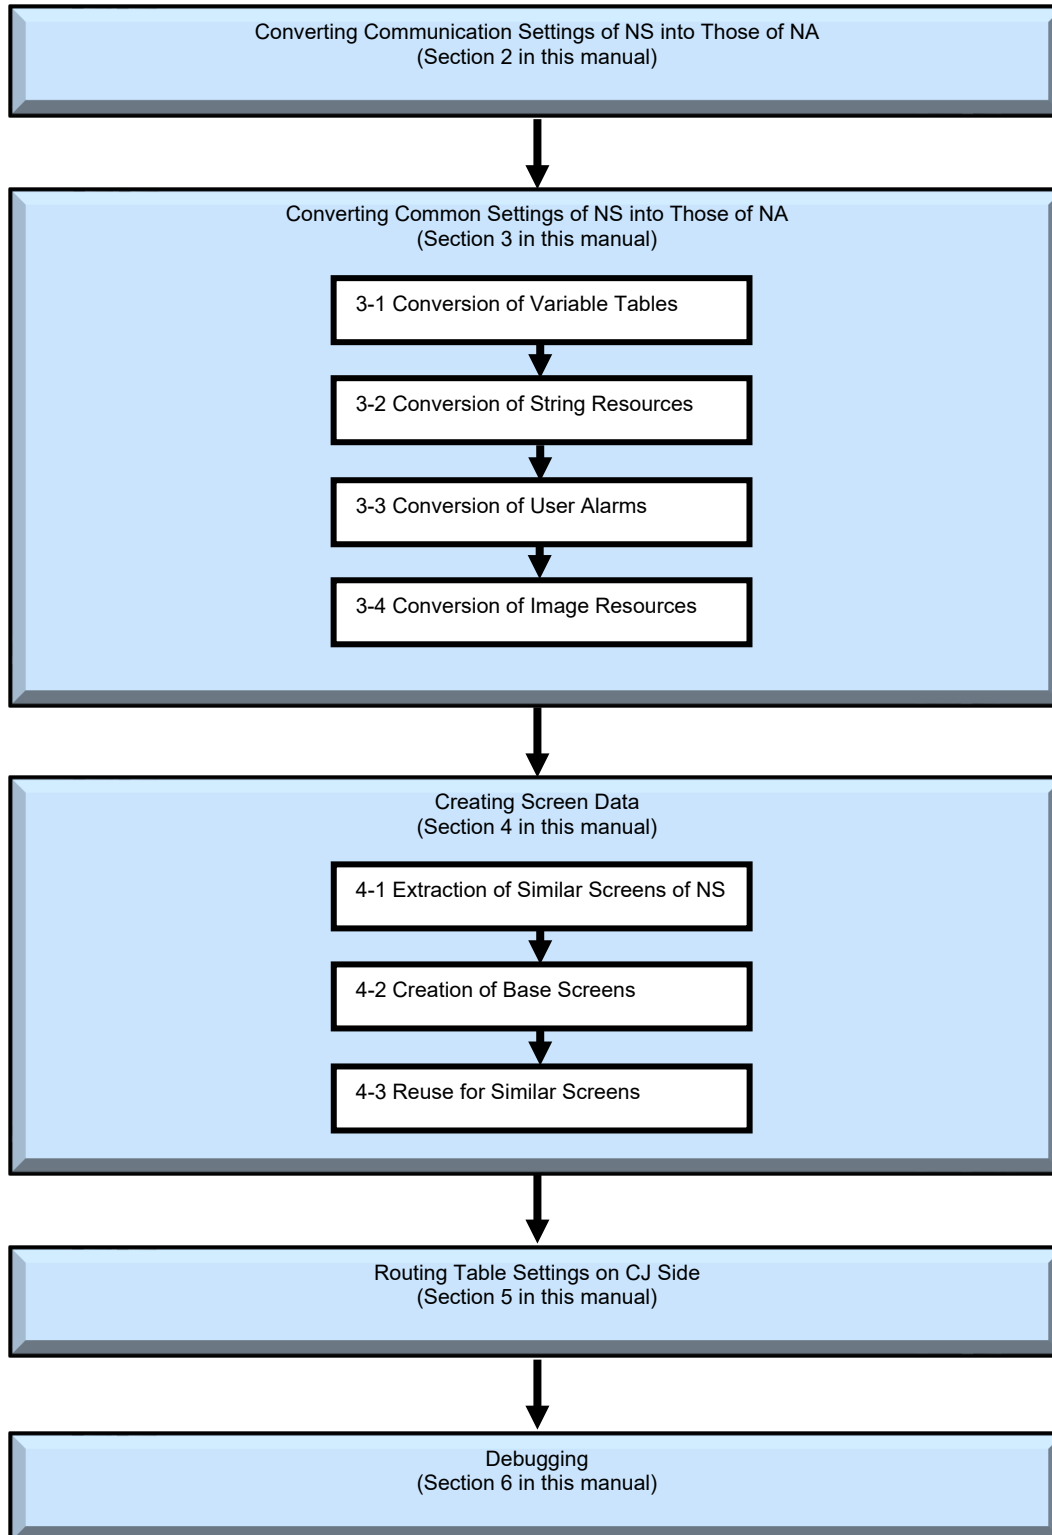 Converting Communication Settings of NS into Those of NA
(Section 2 in this manual)
Converting Common Settings of NS into Those of NA
(Section 3 in this manual)
3-1 Conversion of Variable Tables
3-2 Conversion of String Resources
3-3 Conversion of User Alarms
3-4 Conversion of Image Resources
Creating Screen Data
(Section 4 in this manual)
4-1 Extraction of Similar Screens of NS
4-2 Creation of Base Screens
4-3 Reuse for Similar Screens
Routing Table Settings on CJ Side
(Section 5 in this manual)
Debugging
(Section 6 in this manual)